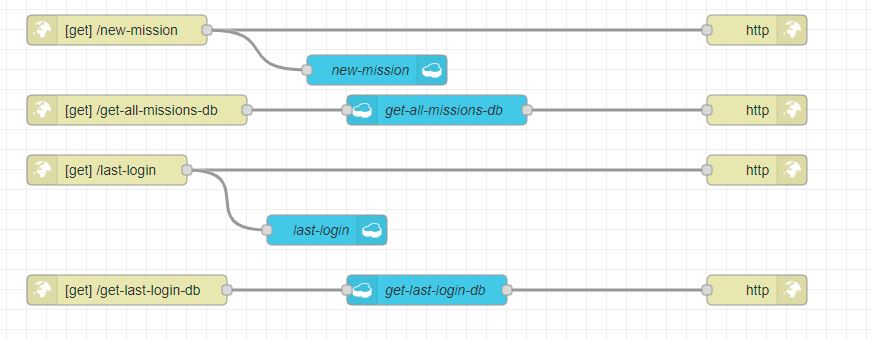 [get] /new-mission
http
new-mission
[get] /get-all-missions-db
get-all-missions-db
http
[get] /last-login
http
last-login
[get] /get-last-login-db
get-last-login-db
http